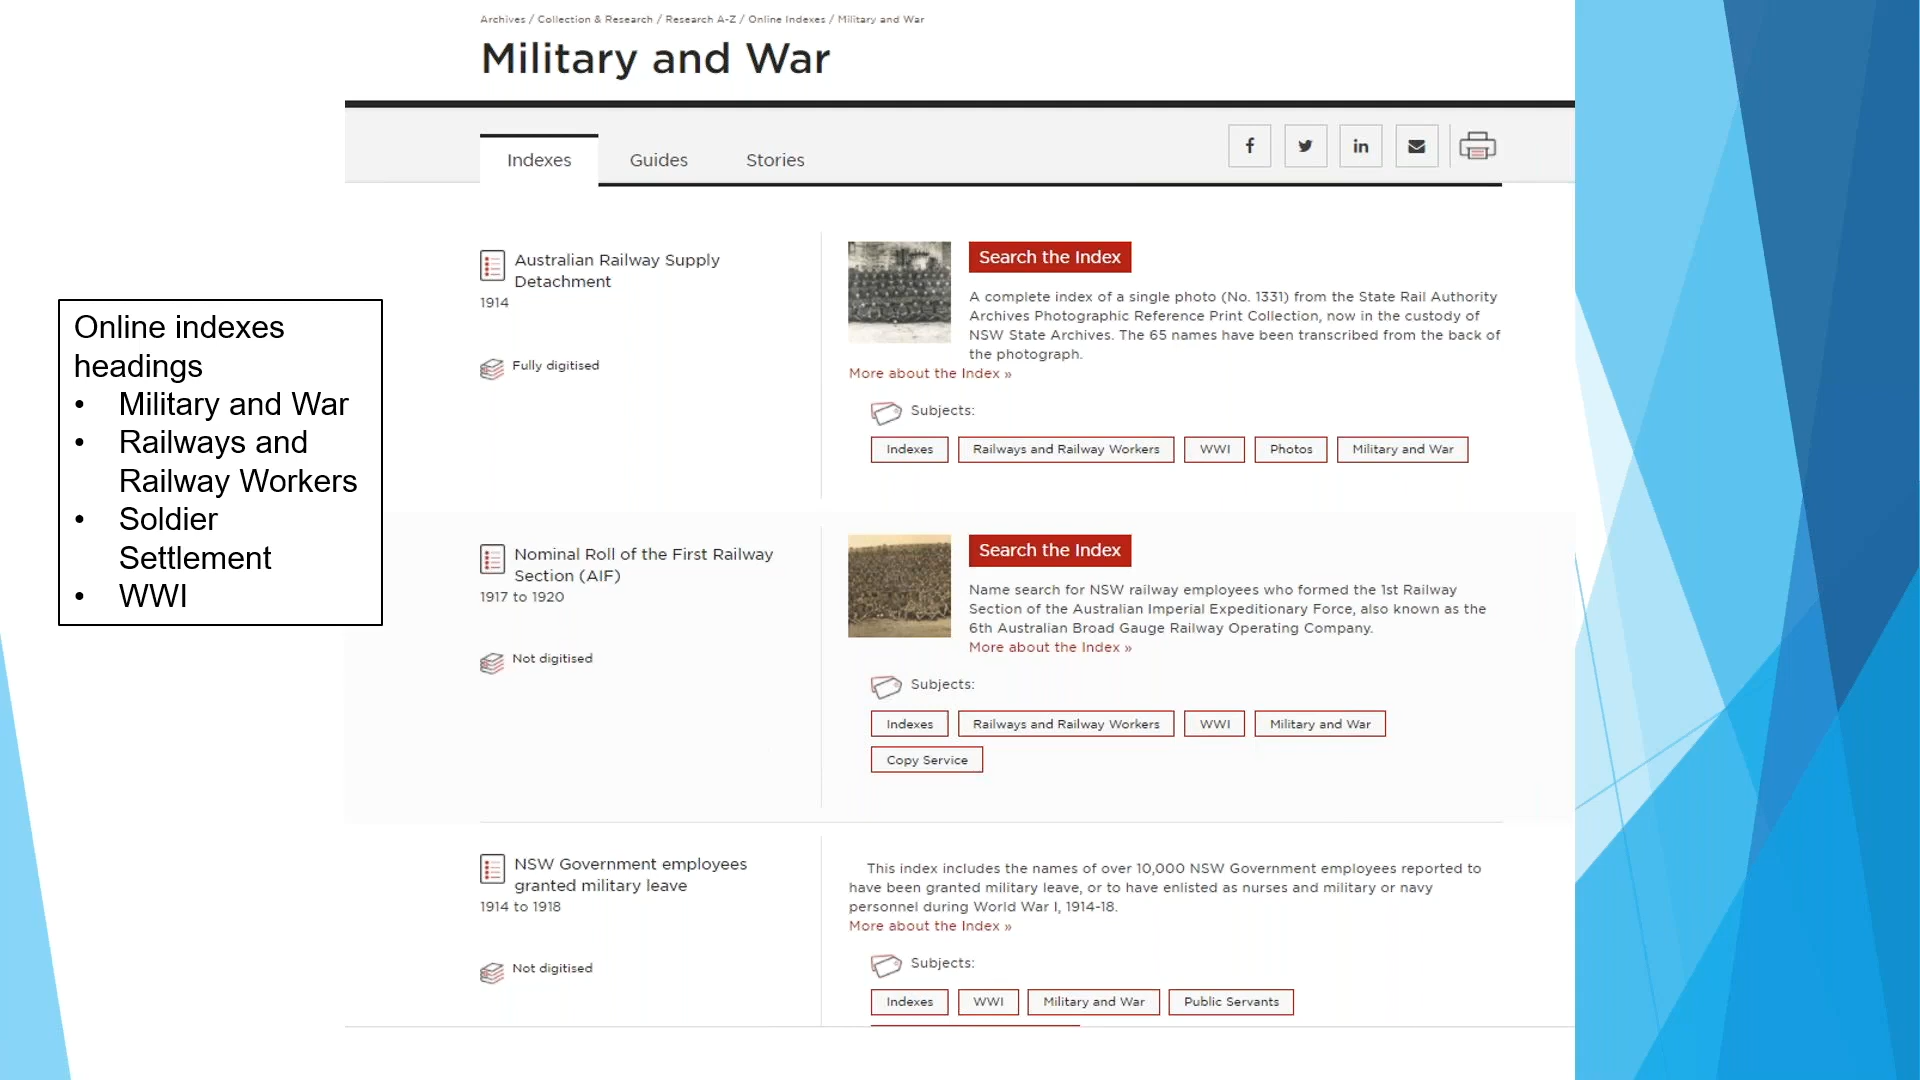 Archives / Collection & Research / Research A-Z / Online Indexes / Military and War
Military and War
Indexes
Guides
Stories
Online indexes
headings
• Military and War
• Railways and
Railway Workers
• Soldier
Settlement
• WWI
Australian Railway Supply
Detachment
1914
Fully digitised
Search the Index
A complete index of a single photo (No. 1331) from the State Rail Authority
Archives Photographic Reference Print Collection, now in the custody of
NSW State Archives. The 65 names have been transcribed from the back of
the photograph.
More about the Index »
Subjects:
Indexes Railways and Railway Workers WWI Photos Military and War
Nominal Roll of the First Railway
Section (AIF)
1917 to 1920
Not digitised
Search the Index
Name search for NSW railway employees who formed the 1st Railway
Section of the Australian Imperial Expeditionary Force, also known as the
6th Australian Broad Gauge Railway Operating Company.
More about the Index »
Subjects:
Indexes Railways and Railway Workers WWI Military and War
Copy Service
NSW Government employees
granted military leave
1914 to 1918
Not digitised
This index includes the names of over 10,000 NSW Government employees reported to
have been granted military leave, or to have enlisted as nurses and military or navy
personnel during World War I, 1914-18.
More about the Index »
Subjects:
Indexes WWI Military and War Public Servants